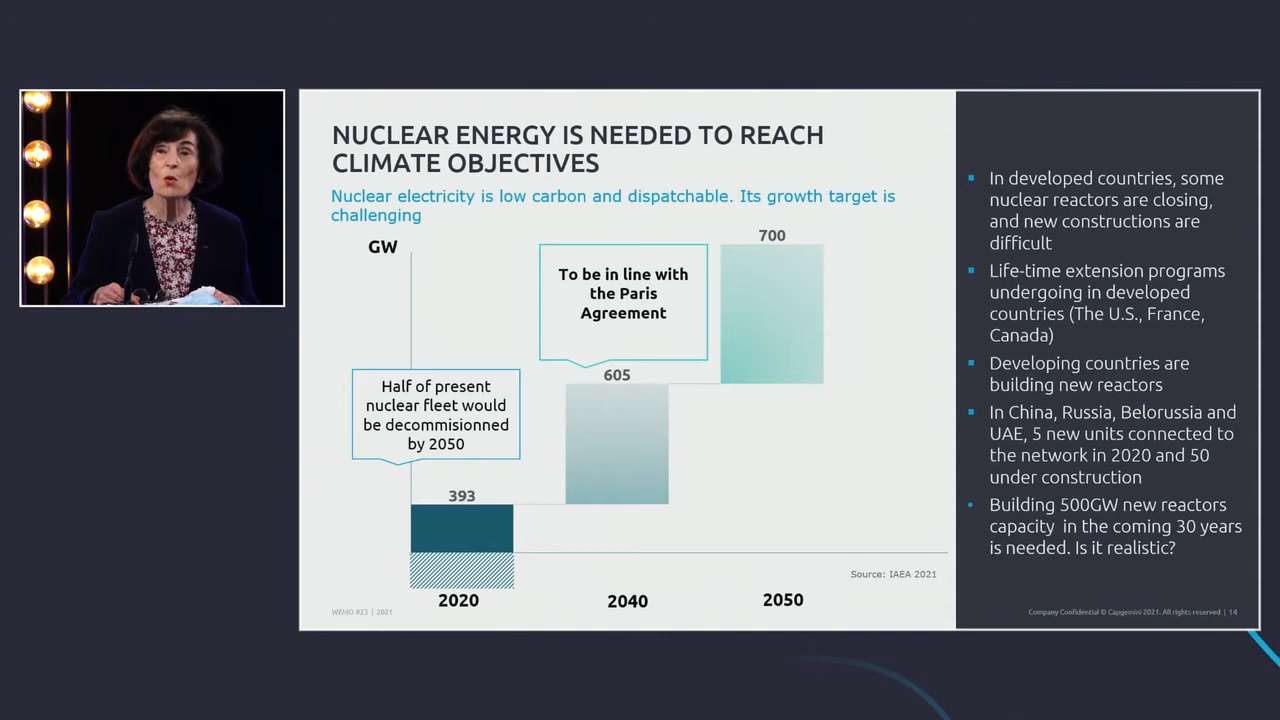 NUCLEAR ENERGY IS NEEDED TO REACH
CLIMATE OBJECTIVES
Nuclear electricity is low carbon and dispatchable. Its growth target is
challenging
GW
700
To be in line with
the Paris
Agreement
605
Half of present
nuclear fleet would
be decommisionned
by 2050
393
Source: IAEA 2021
2020
2040
2050
WEMO #23 | 2021
In developed countries, some
nuclear reactors are closing,
and new constructions are
difficult
Life-time extension programs
undergoing in developed
countries (The U.S., France,
Canada)
Developing countries are
building new reactors
In China, Russia, Belorussia and
UAE, 5 new units connected to
the network in 2020 and 50
under construction
Building 500GW new reactors
capacity in the coming 30 years
is needed. Is it realistic?
Company Confidential © Capgemini 2021. All rights reserved | 14